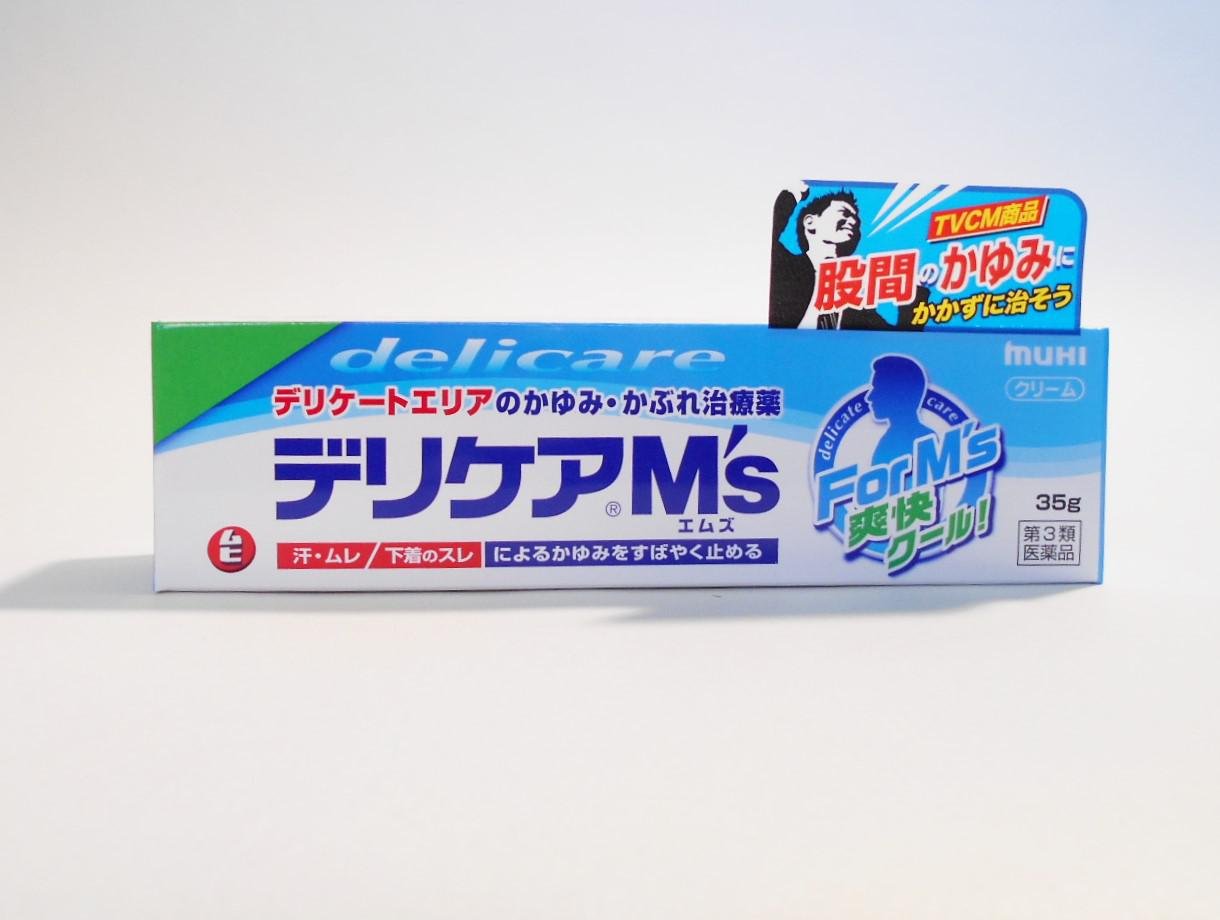 TVCM商品
股間のかゆみに
かかずに治そう
delicare
muHI
クリーム
デリケートエリアのかゆみ・かぶれ治療薬
デリケア®M's
エムズ
delicate care
For M's
爽快
クール!
35g
第3類
医薬品
ムヒ
汗・ムレ/下着のスレによるかゆみをすばやく止める